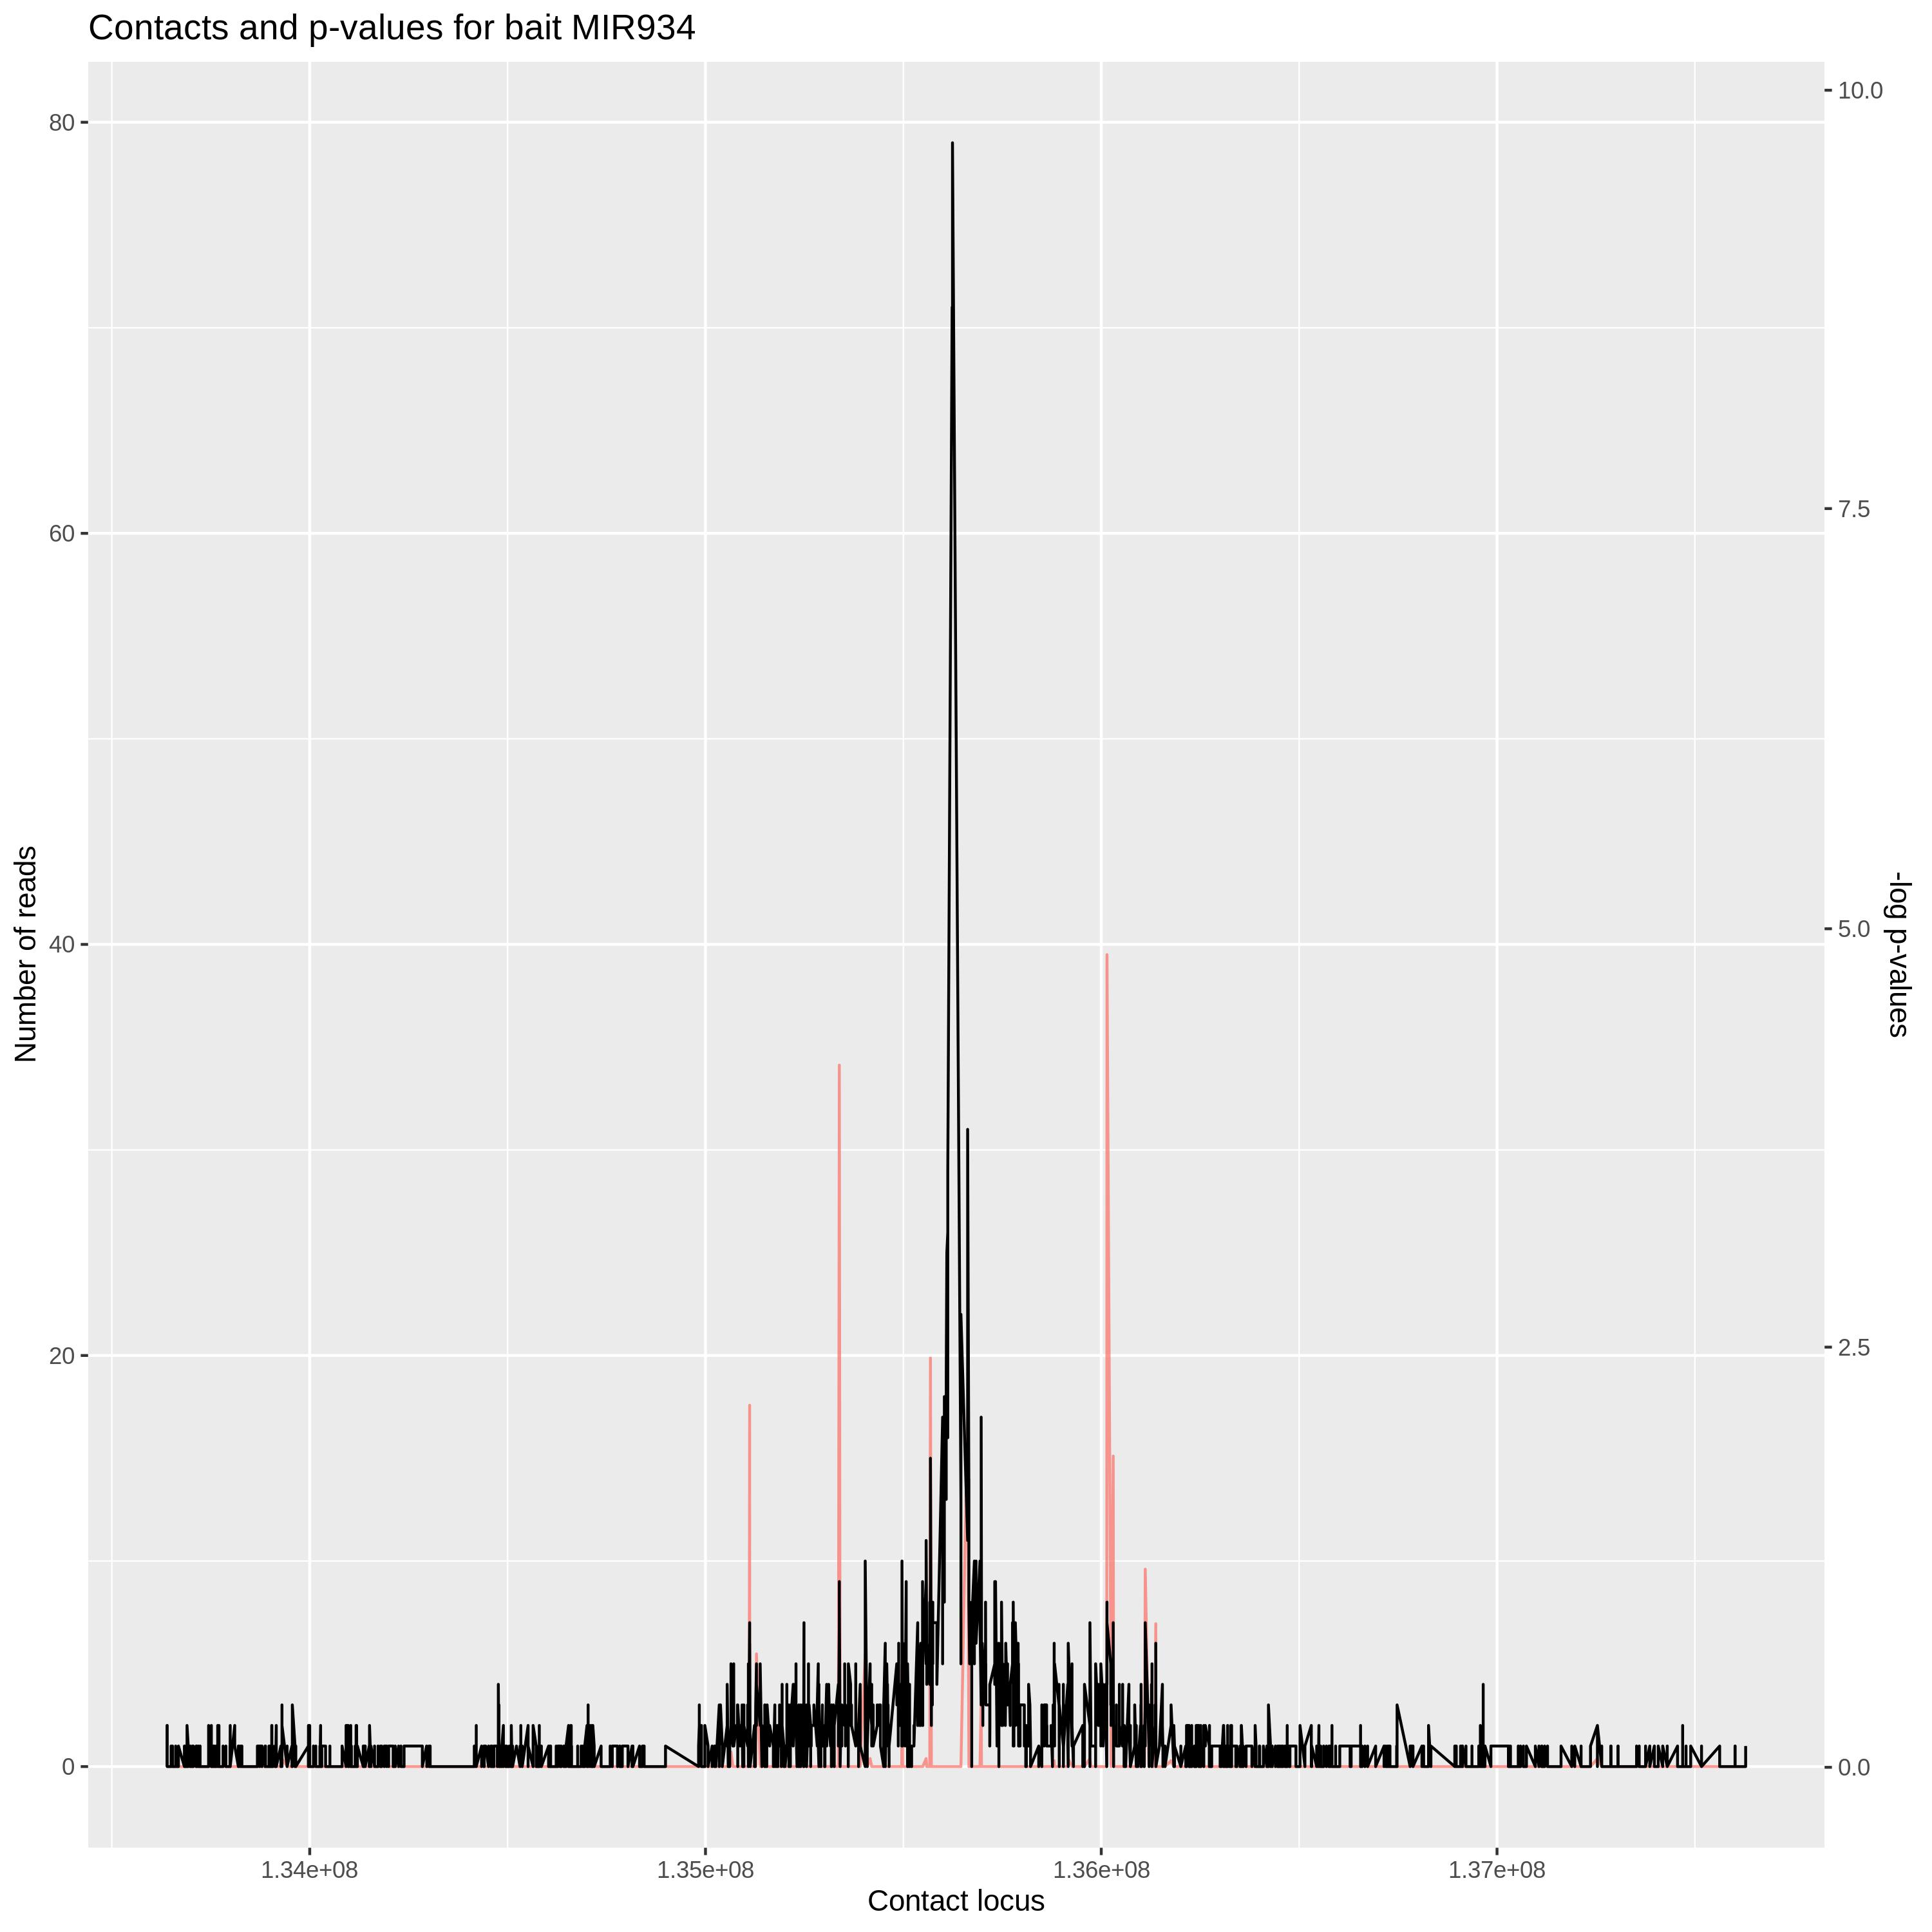 Contacts and p-values for bait MIR934
80
60
40
20
0
10.0
7.5
5.0
2.5
0.0
Number of reads
-log p-values
1.34e+08 1.35e+08 1.36e+08 1.37e+08
Contact locus